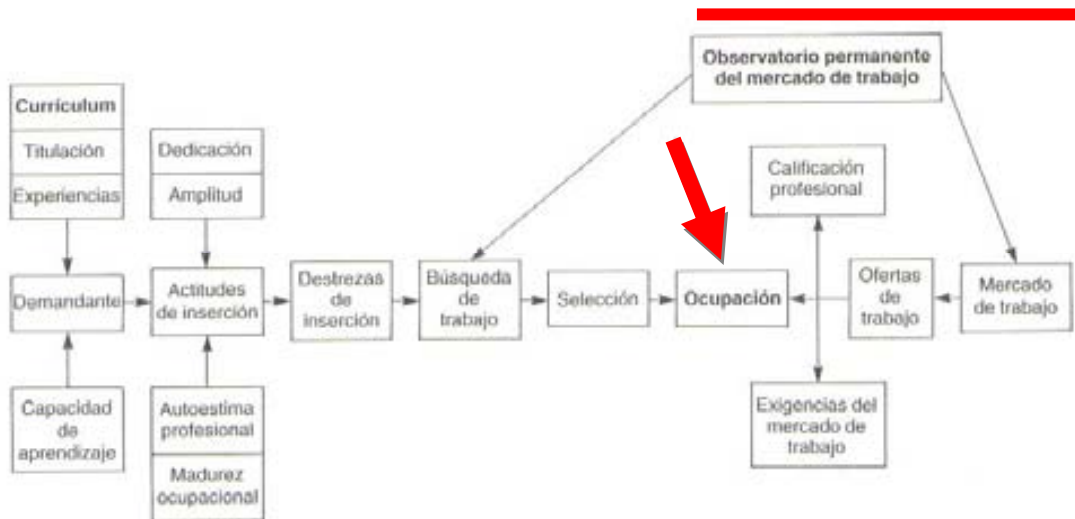 Observatorio permanente
del mercado de trabajo
Currículum
Titulación
Experiencias
Dedicación
Amplitud
Calificación
profesional
Demandante
Actitudes
de inserción
Destrezas
de
inserción
Búsqueda
de
trabajo
Selección
Ocupación
Ofertas
de
trabajo
Mercado
de trabajo
Capacidad
de
aprendizaje
Autoestima
profesional
Madurez
ocupacional
Exigencias del
mercado de
trabajo